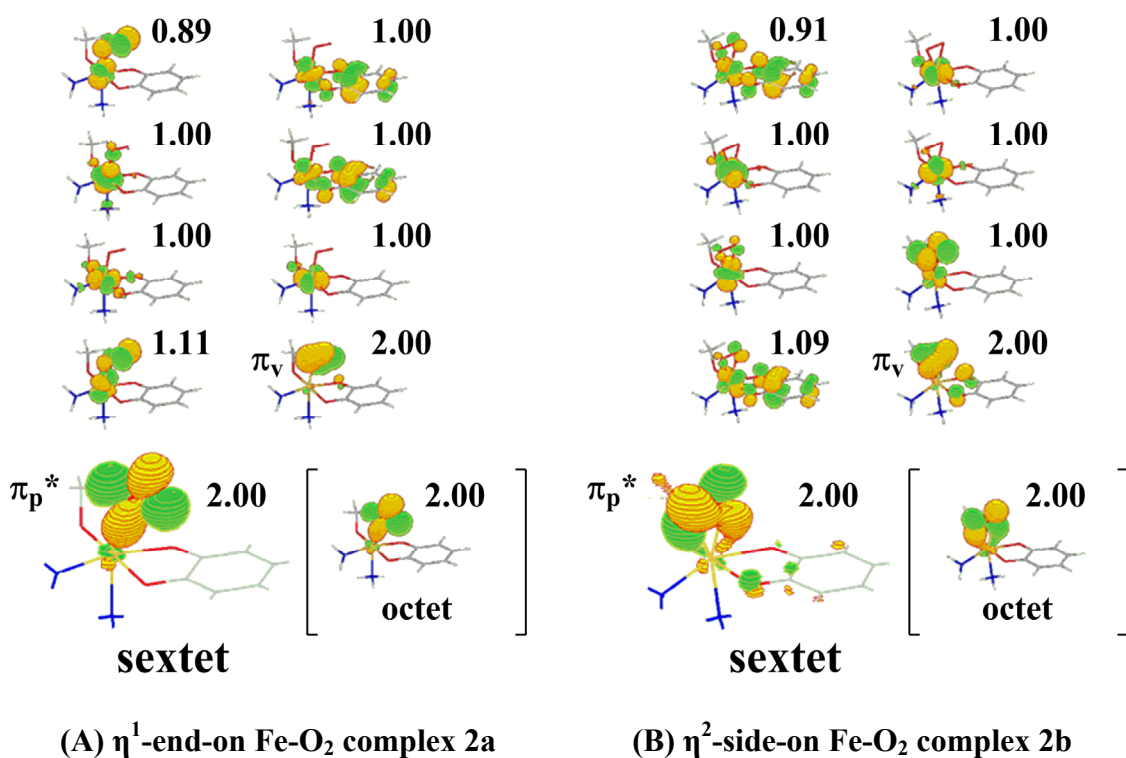 0.89 1.00
1.00 1.00
1.00 1.00
1.11 πv 2.00
πp* 2.00 2.00
octet
sextet
(A) η1-end-on Fe-O2 complex 2a
0.91 1.00
1.00 1.00
1.00 1.00
1.09 πv 2.00
πp* 2.00 2.00
octet
sextet
(B) η2-side-on Fe-O2 complex 2b